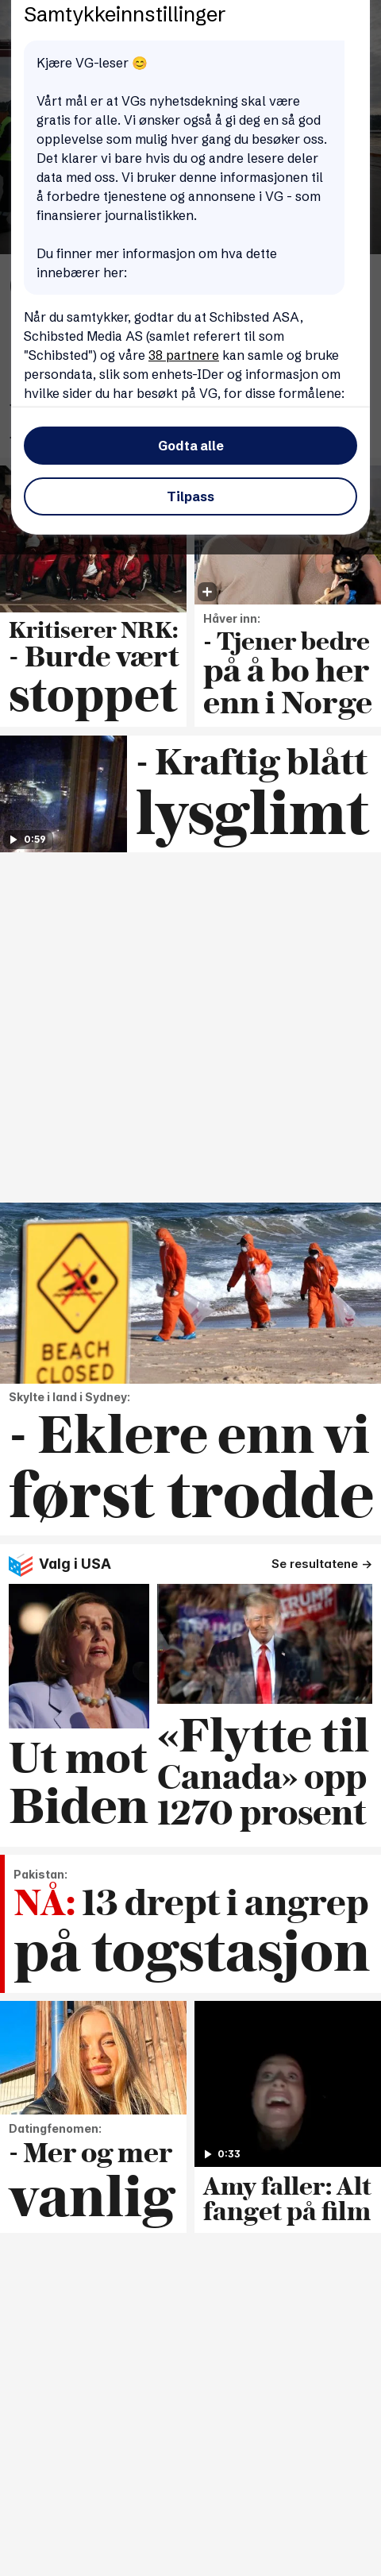 Samtykkeinnstillinger
Kjære VG-leser 😊
Vårt mål er at VGs nyhetsdekning skal være
gratis for alle. Vi ønsker også å gi deg en så god
opplevelse som mulig hver gang du besøker oss.
Det klarer vi bare hvis du og andre lesere deler
data med oss. Vi bruker denne informasjonen til
å forbedre tjenestene og annonsene i VG - som
finansierer journalistikken.
Du finner mer informasjon om hva dette
innebærer her:
Når du samtykker, godtar du at Schibsted ASA,
Schibsted Media AS (samlet referert til som
"Schibsted") og våre 38 partnere kan samle og bruke
persondata, slik som enhets-IDer og informasjon om
hvilke sider du har besøkt på VG, for disse formålene:
Godta alle
Tilpass
Kritiserer NRK:
- Burde vært
stoppet
Håver inn:
- Tjener bedre
på å bo her
enn i Norge
0:59
- Kraftig blått
lysglimt
BEACH
CLOSED
Skylte i land i Sydney:
- Eklere enn vi
først trodde
Valg i USA
Se resultatene →
TRUMP
Ut mot
Biden
«Flytte til
Canada» opp
1270 prosent
Pakistan:
NÅ: 13 drept i angrep
på togstasjon
Datingfenomen:
- Mer og mer
vanlig
0:33
Amy faller: Alt
fanget på film